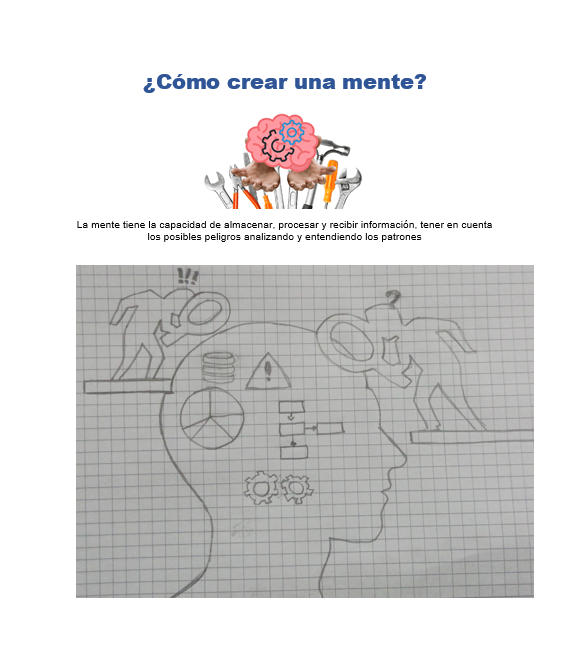 ¿Cómo crear una mente?
La mente tiene la capacidad de almacenar, procesar y recibir información, tener en cuenta
los posibles peligros analizando y entendiendo los patrones
!!!
?
!